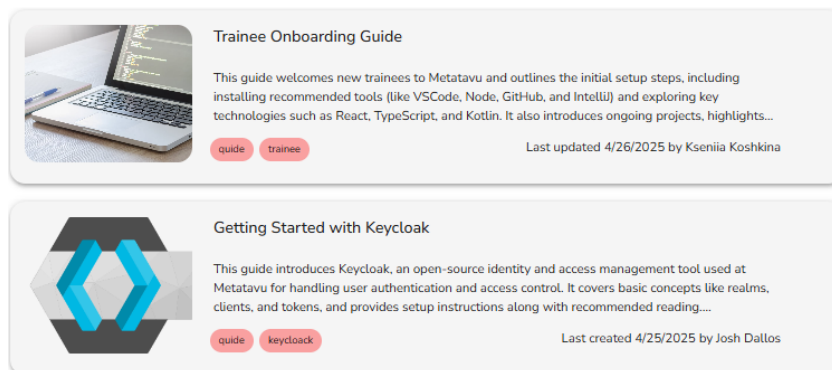 Trainee Onboarding Guide
This guide welcomes new trainees to Metatavu and outlines the initial setup steps, including
installing recommended tools (like VSCode, Node, GitHub, and IntelliJ) and exploring key
technologies such as React, TypeScript, and Kotlin. It also introduces ongoing projects, highlights...
quide trainee
Last updated 4/26/2025 by Kseniia Koshkina
Getting Started with Keycloak
This guide introduces Keycloak, an open-source identity and access management tool used at
Metatavu for handling user authentication and access control. It covers basic concepts like realms,
clients, and tokens, and provides setup instructions along with recommended reading....
quide keycloack
Last created 4/25/2025 by Josh Dallos